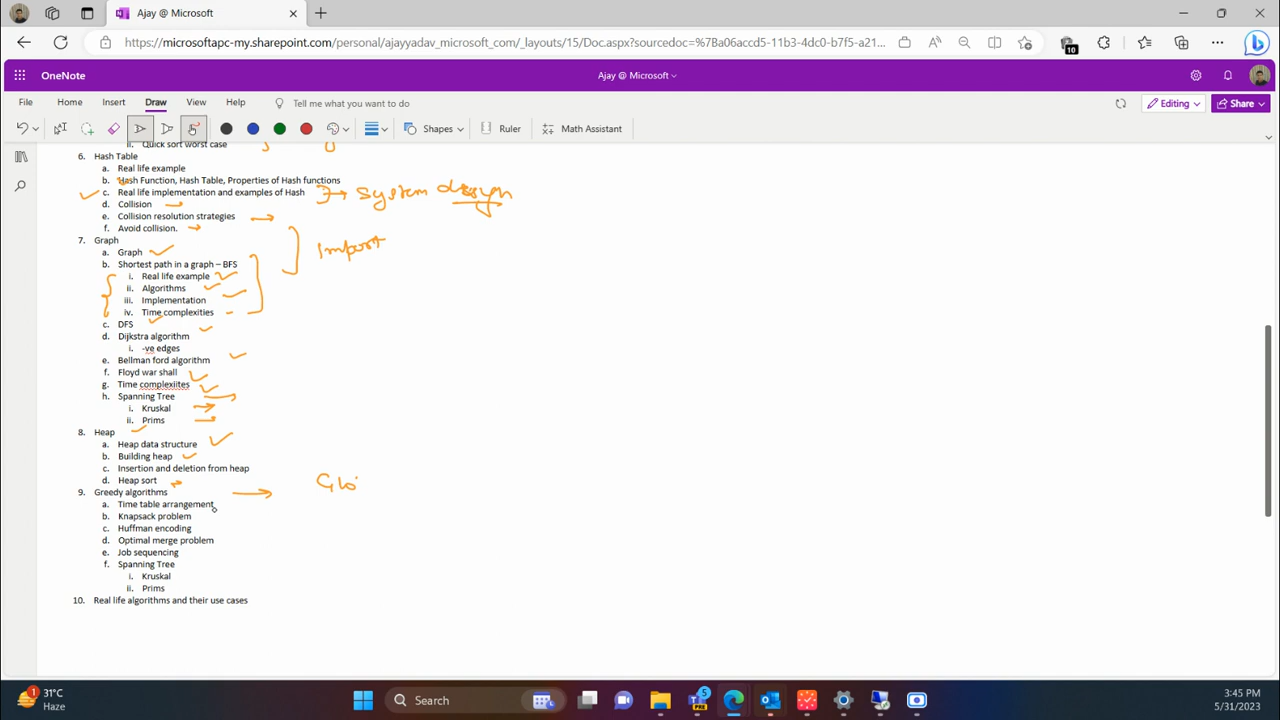 Ajay @ Microsoft
https://microsoftapc-my.sharepoint.com/personal/ajayyadav_microsoft_com/_layouts/15/Doc.aspx?sourcedoc=%7Ba06accd5-11b3-4dc0-b7f5-a21...
10
OneNote
Ajay @ Microsoft
File Home Insert Draw View Help Tell me what you want to do Editing Share
Shapes Ruler Math Assistant
ii. Quick sort worst case
6. Hash Table
a. Real life example
b. Hash Function, Hash Table, Properties of Hash functions
c. Real life implementation and examples of Hash
System design
d. Collision
e. Collision resolution strategies
f. Avoid collision.
7. Graph
a. Graph
Import
b. Shortest path in a graph – BFS
i. Real life example
ii. Algorithms
iii. Implementation
iv. Time complexities
c. DFS
d. Dijkstra algorithm
i. -ve edges
e. Bellman ford algorithm
f. Floyd war shall
g. Time complexiites
h. Spanning Tree
i. Kruskal
ii. Prims
8. Heap
a. Heap data structure
b. Building heap
c. Insertion and deletion from heap
d. Heap sort
9. Greedy algorithms
a. Time table arrangement
b. Knapsack problem
c. Huffman encoding
d. Optimal merge problem
e. Job sequencing
f. Spanning Tree
i. Kruskal
ii. Prims
10. Real life algorithms and their use cases
1
31°C
Haze
Search
5
PRE
3:45 PM
5/31/2023